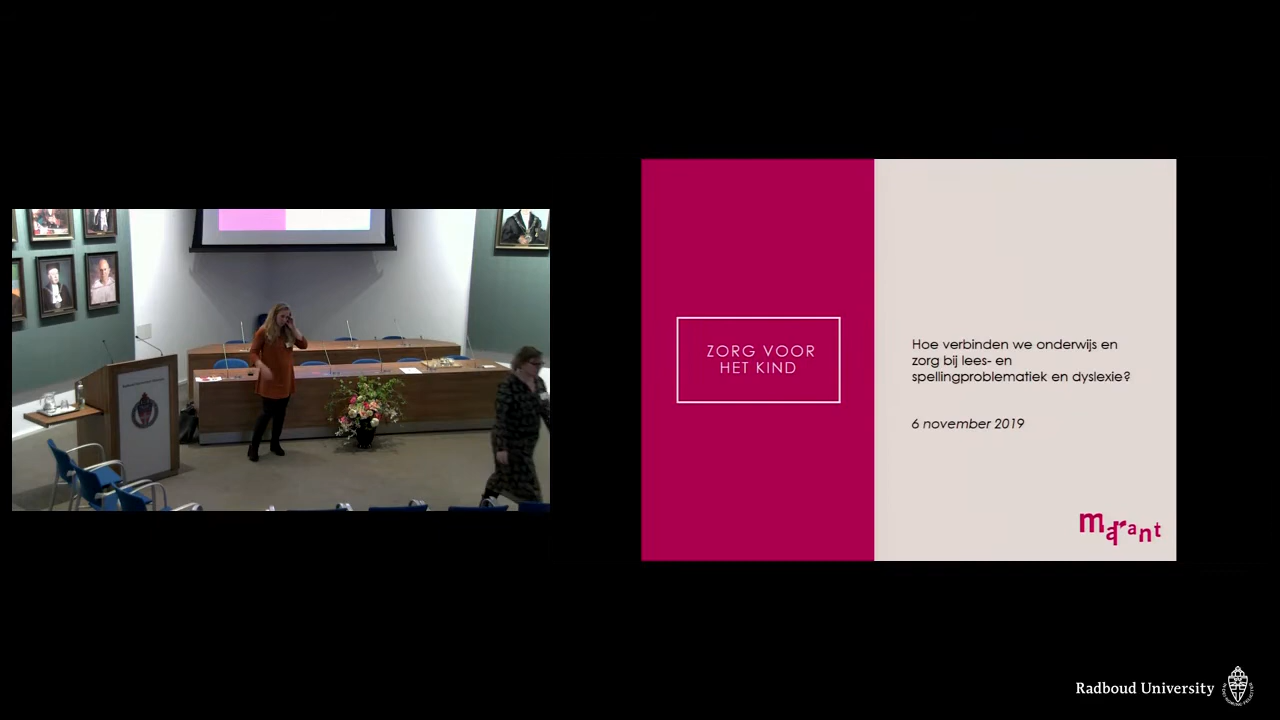 ZORG VOOR
HET KIND
Hoe verbinden we onderwijs en
zorg bij lees- en
spellingproblematiek en dyslexie?
6 november 2019
marant
Radboud University